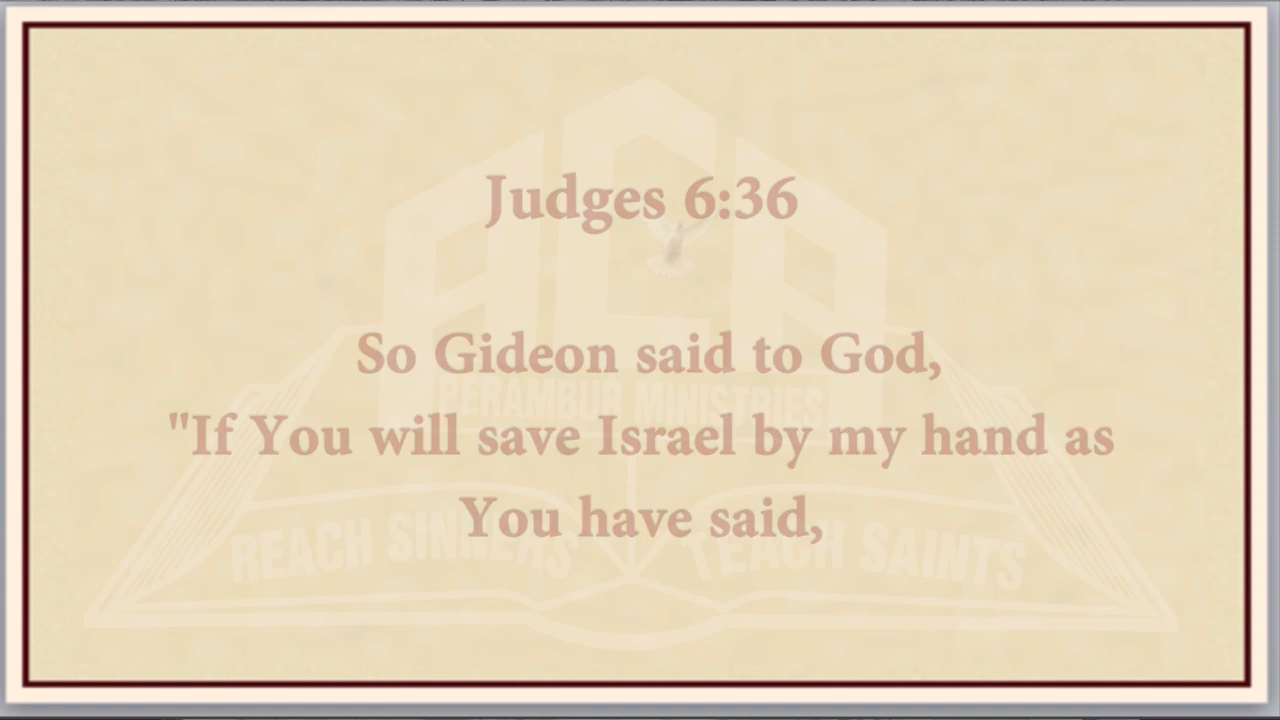 Judges 6:36
So Gideon said to God,
"If You will save Israel by my hand as
You have said,
ACA
PERAMBUR MINISTRIES
REACH SINNERS TEACH SAINTS